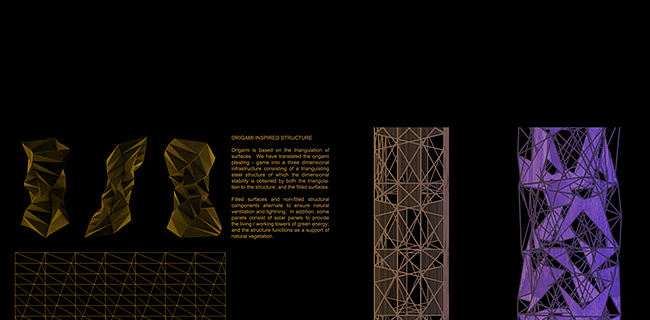 ORIGAMI INSPIRED STRUCTURE
Origami is based on the triangulation of
surfaces. We have translated the origami
pleating - game into a three dimensional
infrastructure consisting of a triangulating
steel structure of which the dimensional
stability is obtained by both the triangula-
tion to the structure; and the filled surfaces.
Filled surfaces and non-filled structural
components alternate to ensure natural
ventilation and lightning. In addition, some
panels consist of solar panels to provide
the living / working towers of green energy;
and the structure functions as a support of
natural vegetation.